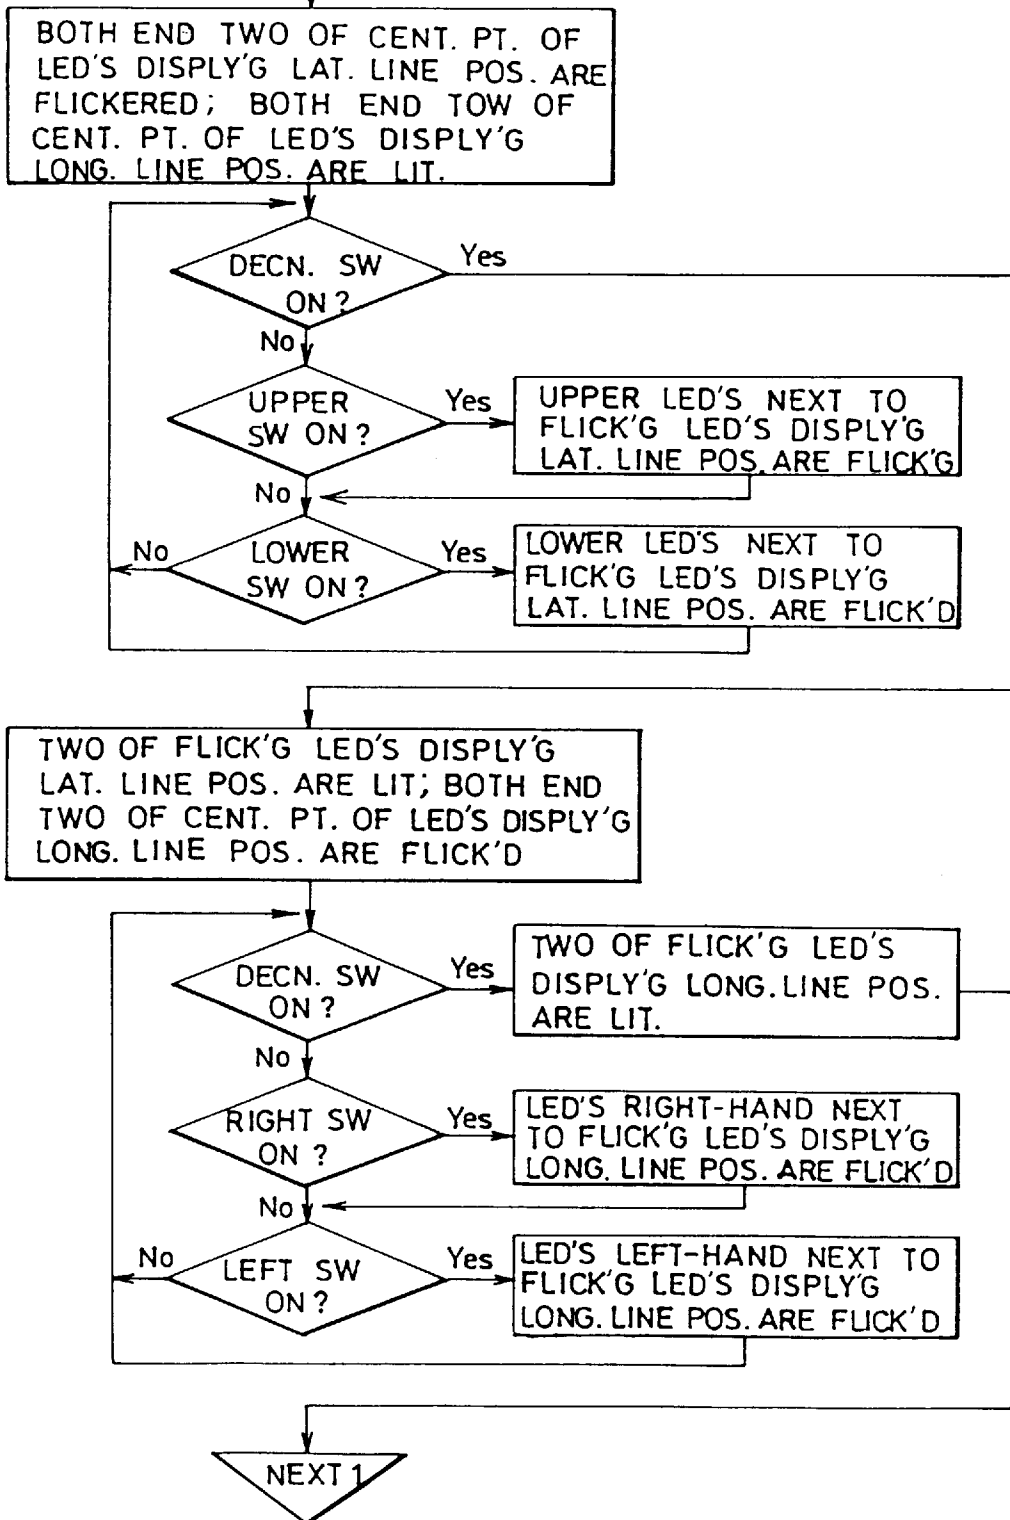 BOTH END TWO OF CENT. PT. OF
LED'S DISPLY'G LAT. LINE POS. ARE
FLICKERED; BOTH END TOW OF
CENT. PT. OF LED'S DISPLY'G
LONG. LINE POS. ARE LIT.
DECN. SW
ON?
Yes
No
UPPER
SW ON?
Yes
UPPER LED'S NEXT TO
FLICK'G LED'S DISPLY'G
LAT. LINE POS. ARE FLICK'G
No
LOWER
SW ON?
No
Yes
LOWER LED'S NEXT TO
FLICK'G LED'S DISPLY'G
LAT. LINE POS. ARE FLICK'D
TWO OF FLICK'G LED'S DISPLY'G
LAT. LINE POS. ARE LIT; BOTH END
TWO OF CENT. PT. OF LED'S DISPLY'G
LONG. LINE POS. ARE FLICK'D
DECN. SW
ON?
Yes
TWO OF FLICK'G LED'S
DISPLY'G LONG. LINE POS.
ARE LIT.
No
RIGHT SW
ON?
Yes
LED'S RIGHT-HAND NEXT
TO FLICK'G LED'S DISPLY'G
LONG. LINE POS. ARE FLICK'D
No
LEFT SW
ON?
No
Yes
LED'S LEFT-HAND NEXT TO
FLICK'G LED'S DISPLY'G
LONG. LINE POS. ARE FLICK'D
NEXT 1